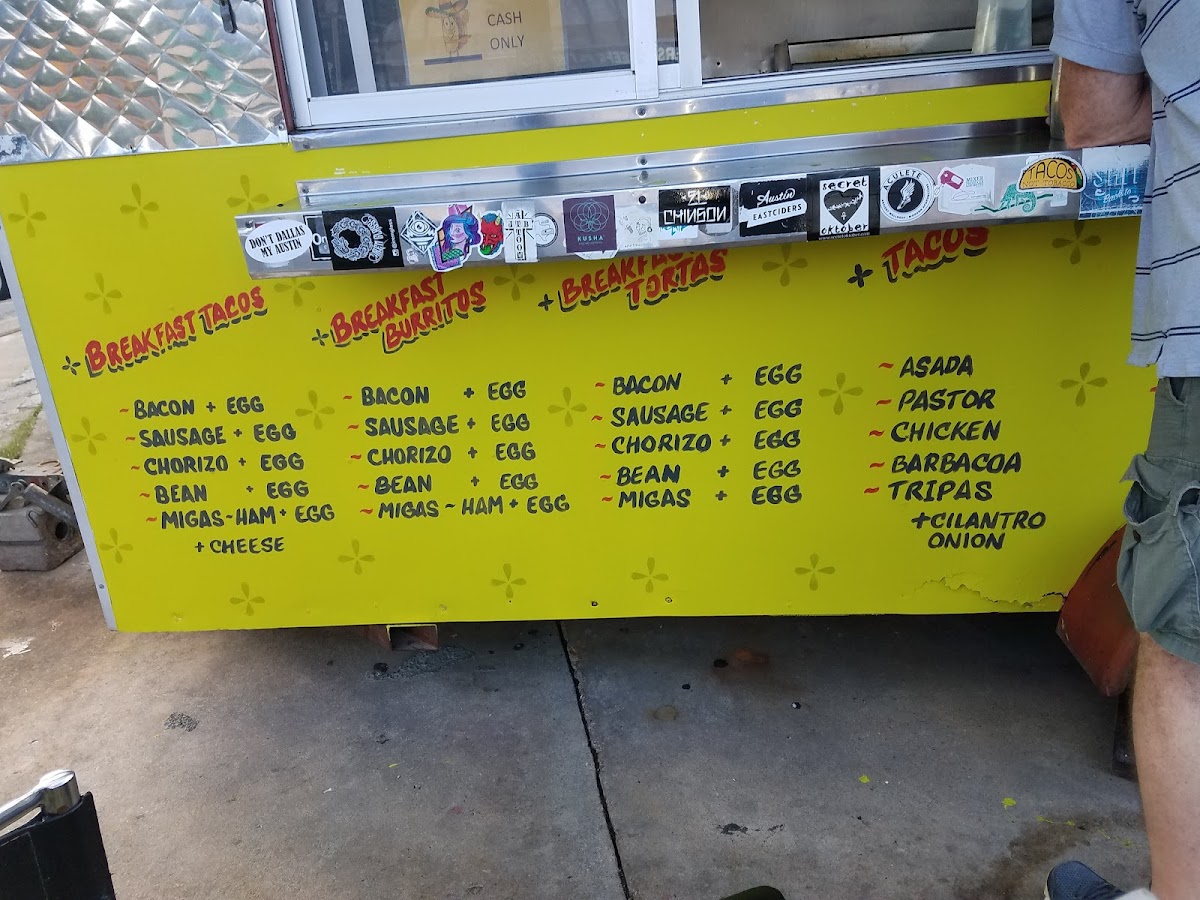 CASH
ONLY
DON'T DALLAS
MY AUSTIN
KUSHA
CHINGON
Austin
EASTCIDERS
secret
oktober
ACULETE
TACOS
BREAKFAST TACOS
- BACON + EGG
- SAUSAGE + EGG
- CHORIZO + EGG
- BEAN + EGG
- MIGAS-HAM + EGG
+ CHEESE
+ BREAKFAST
BURRITOS
- BACON + EGG
- SAUSAGE + EGG
- CHORIZO + EGG
- BEAN + EGG
- MIGAS - HAM + EGG
+ BREAKFAST
TORTAS
- BACON + EGG
- SAUSAGE + EGG
- CHORIZO + EGG
- BEAN + EGG
- MIGAS + EGG
+ TACOS
- ASADA
- PASTOR
- CHICKEN
- BARBACOA
- TRIPAS
+CILANTRO
ONION